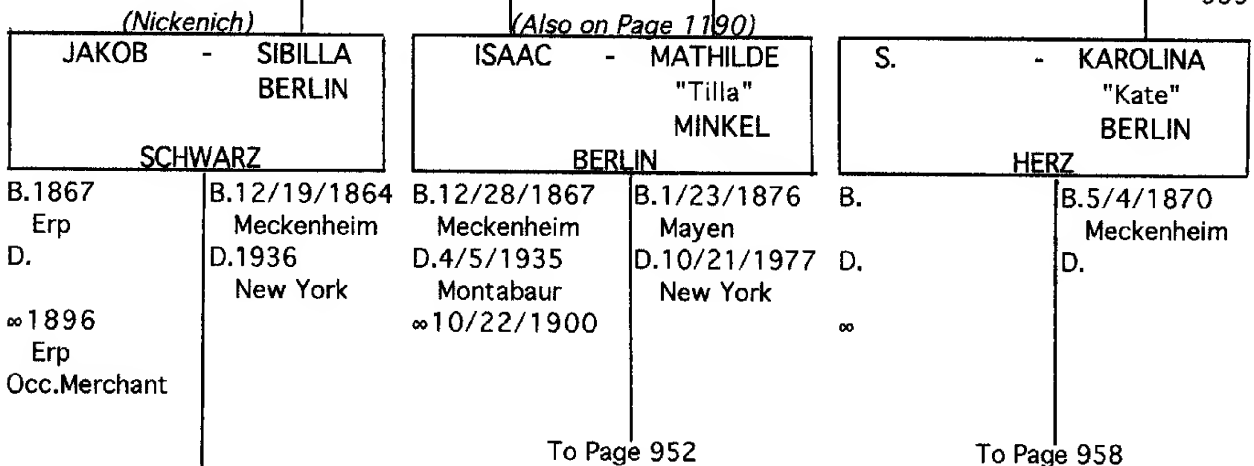 (Nickenich)
JAKOB - SIBILLA
BERLIN
SCHWARZ
B.1867
Erp
D.
∞1896
Erp
Occ.Merchant
B.12/19/1864
Meckenheim
D.1936
New York
(Also on Page 1190)
ISAAC - MATHILDE
"Tilla"
MINKEL
BERLIN
B.12/28/1867
Meckenheim
D.4/5/1935
Montabaur
∞10/22/1900
B.1/23/1876
Mayen
D.10/21/1977
New York
To Page 952
S. - KAROLINA
"Kate"
BERLIN
HERZ
B.
D.
∞
B.5/4/1870
Meckenheim
D.
To Page 958